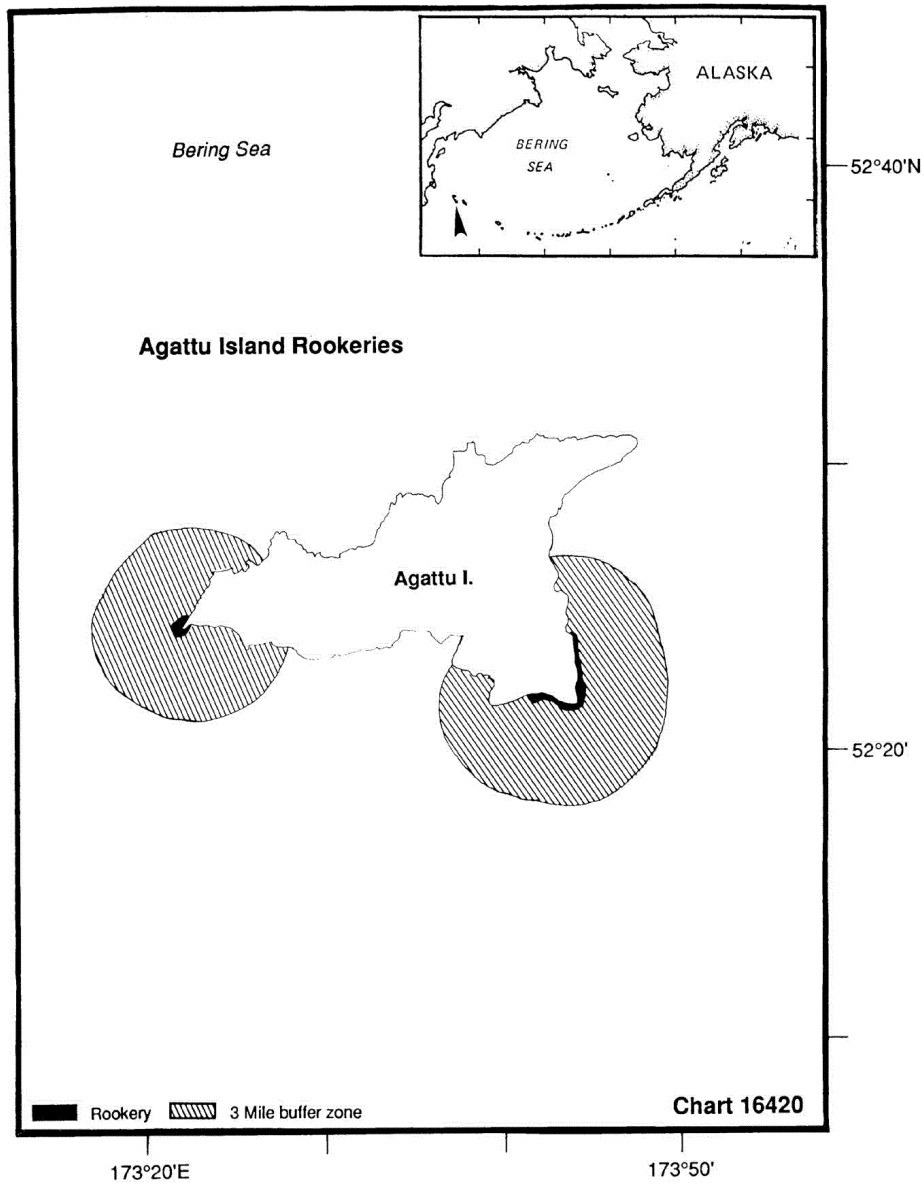 ALASKA
BERING
SEA
Bering Sea
52°40'N
Agattu Island Rookeries
Agattu I.
52°20'
Rookery
3 Mile buffer zone
Chart 16420
173°20'E
173°50'